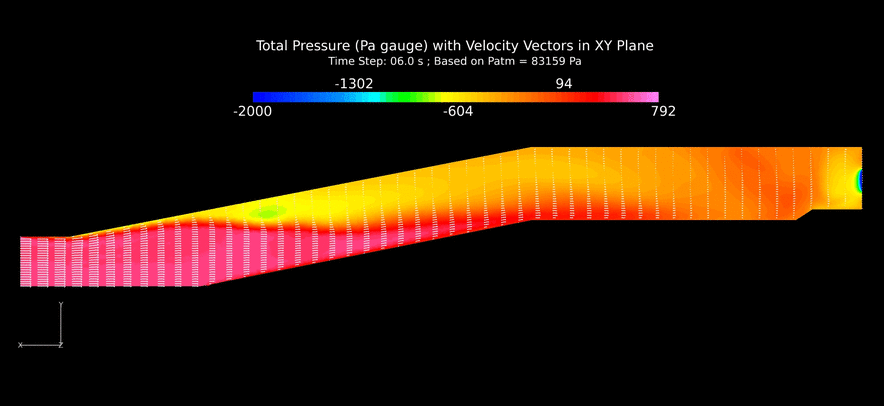 Total Pressure (Pa gauge) with Velocity Vectors in XY Plane
Time Step: 06.0 s ; Based on Patm = 83159 Pa
-1302 94
-2000 -604 792
Y
X Z